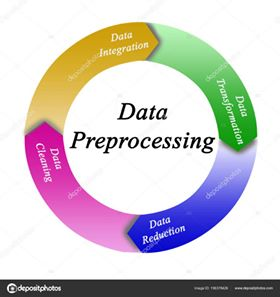 Data
Integration
Data
Transformation
Data
Preprocessing
Data
Cleaning
Data
Reduction
depositphotos
Image ID: 196378426
www.depositphotos.com